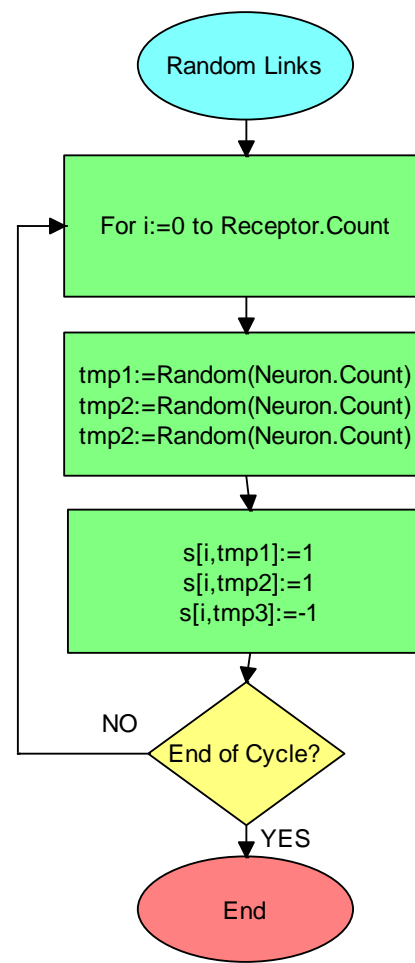 Random Links
For i:=0 to Receptor.Count
tmp1:=Random(Neuron.Count)
tmp2:=Random(Neuron.Count)
tmp2:=Random(Neuron.Count)
s[i,tmp1]:=1
s[i,tmp2]:=1
s[i,tmp3]:=-1
NO
End of Cycle?
YES
End